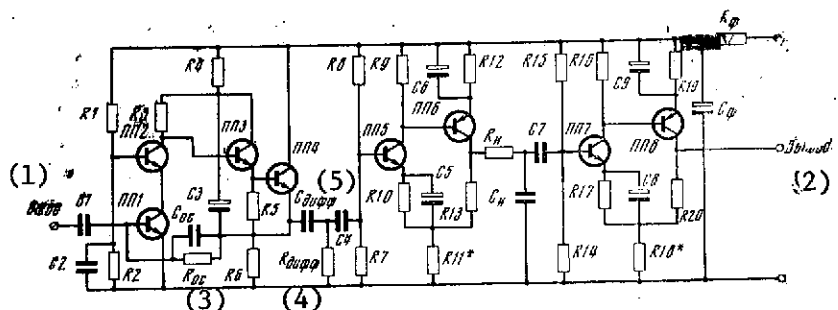 R4
R8
R9
C6
R12
R15
R16
C9
R19
Rф
Cф
R1
R3
ПП2
ПП3
ПП4
ПП5
ПП6
ПП7
ПП8
(1)
Вход
C1
ПП1
C3
Cос
R5
(5)
Cдифф
C4
R10
C5
R13
Rи
C7
Cи
R17
C8
R20
Выход
(2)
C2
R2
Rос
R6
Rдифф
R7
R11*
R14
R18*
(3)
(4)